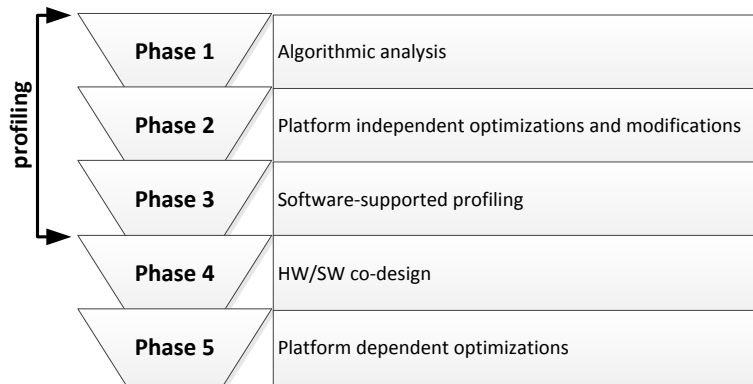 profiling
Phase 1
Algorithmic analysis
Phase 2
Platform independent optimizations and modifications
Phase 3
Software-supported profiling
Phase 4
HW/SW co-design
Phase 5
Platform dependent optimizations